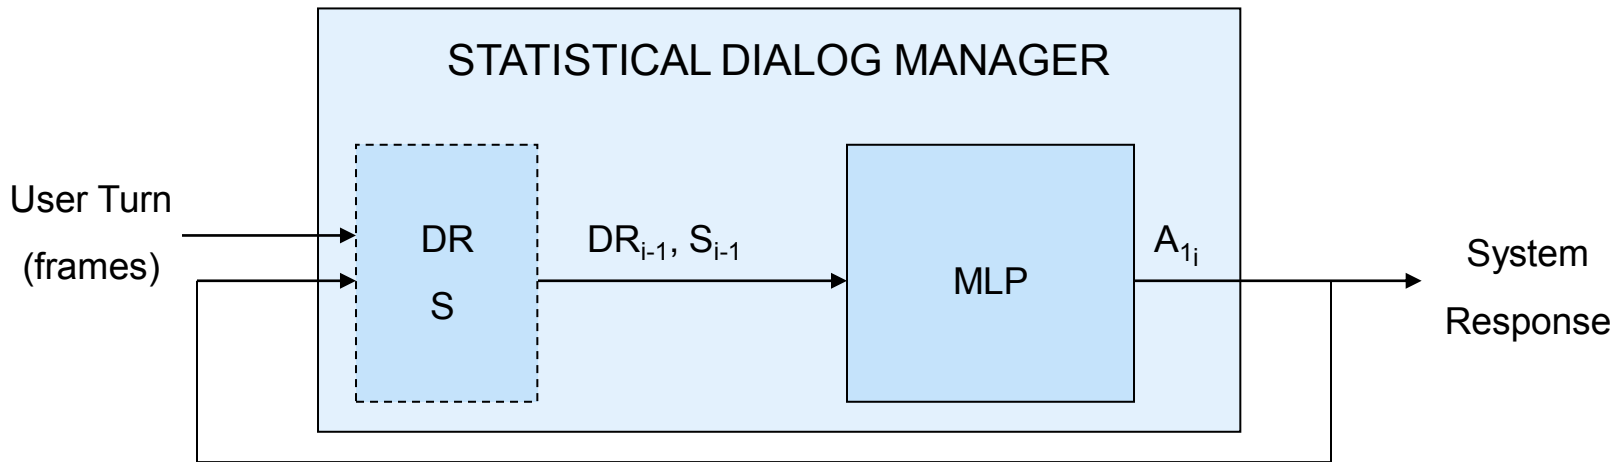 STATISTICAL DIALOG MANAGER
User Turn
(frames)
DR
S
DRi-1, Si-1
MLP
A1i
System
Response